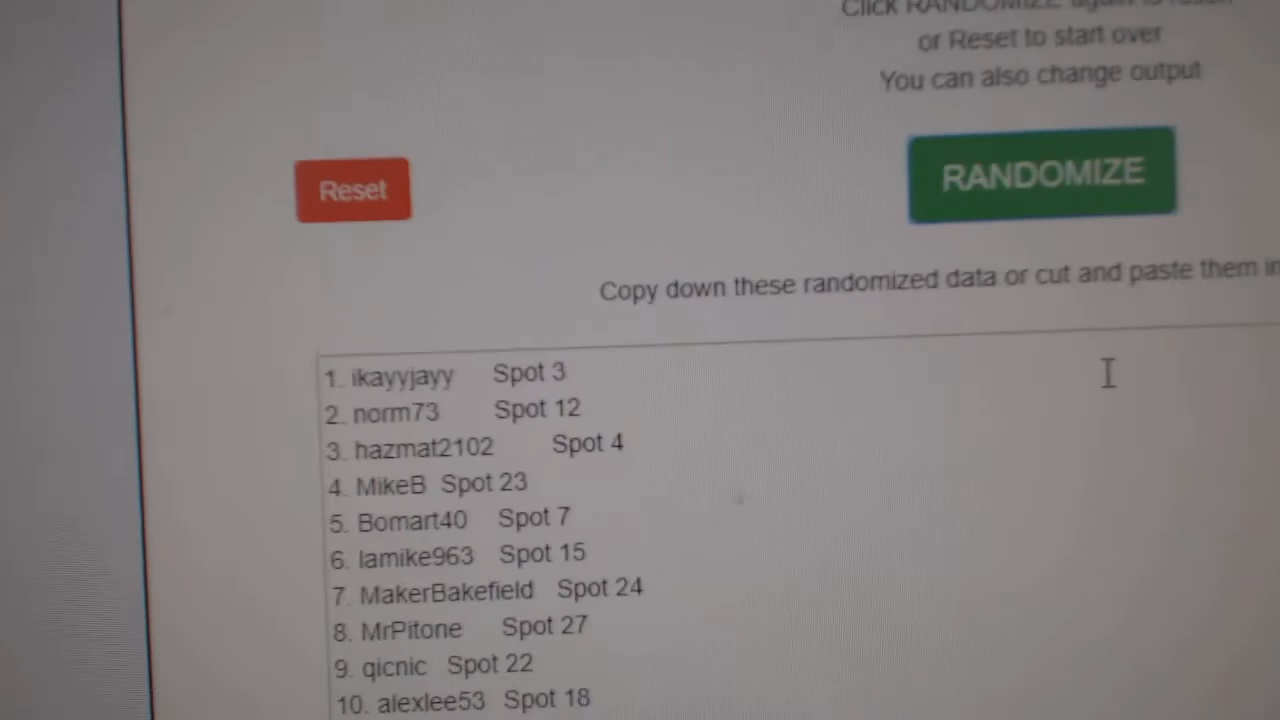 Click RANDOMIZE again
or Reset to start over
You can also change output
Reset
RANDOMIZE
Copy down these randomized data or cut and paste them
1. ikayyjayy Spot 3
2. norm73 Spot 12
3. hazmat2102 Spot 4
4. MikeB Spot 23
5. Bomart40 Spot 7
6. lamike963 Spot 15
7. MakerBakefield Spot 24
8. MrPitone Spot 27
9. qicnic Spot 22
10. alexlee53 Spot 18